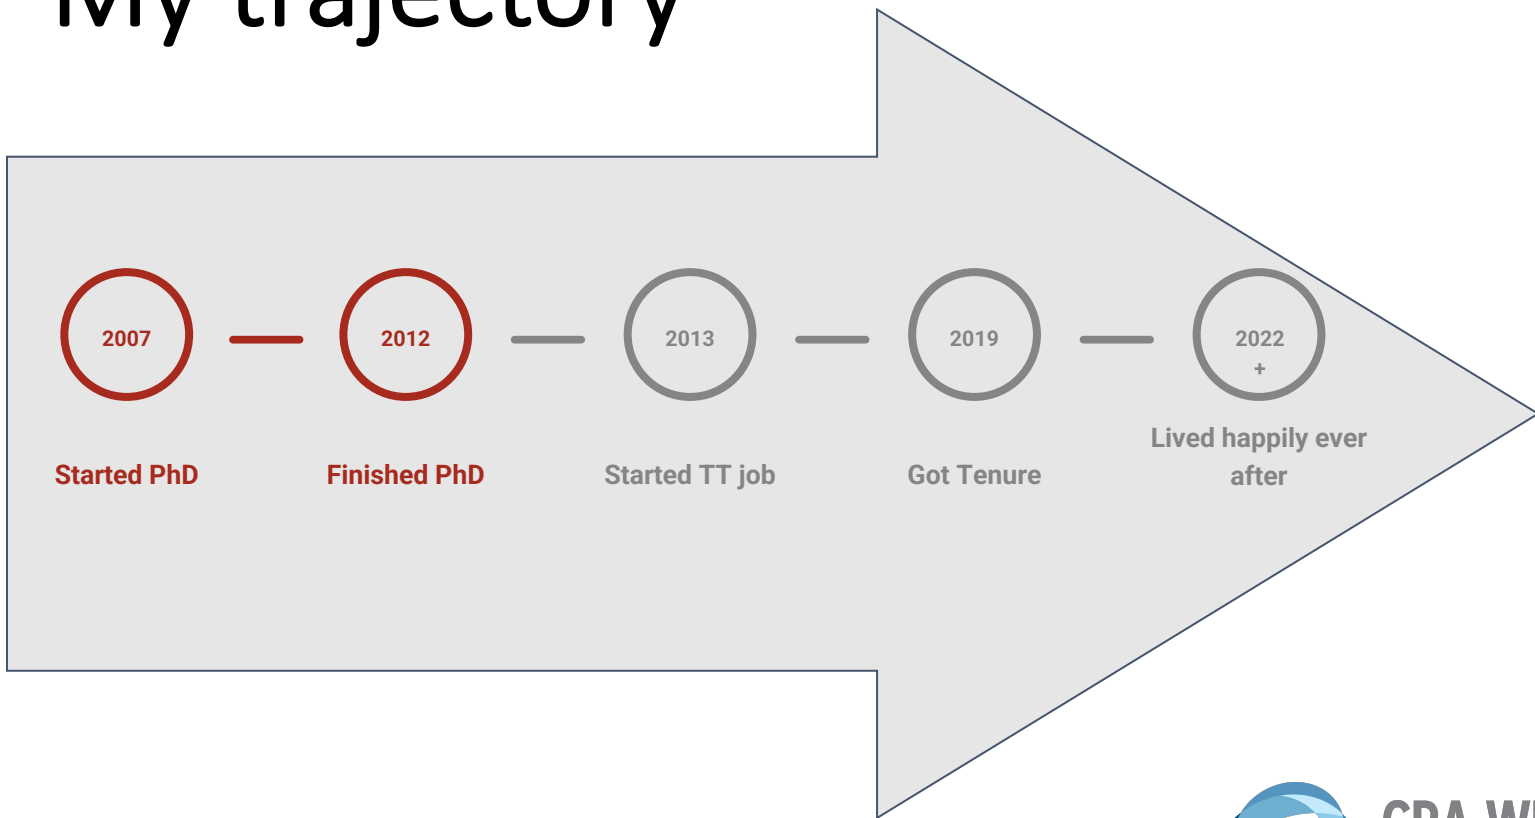 My trajectory
2007
2012
2013
2019
2022
+
Started PhD
Finished PhD
Started TT job
Got Tenure
Lived happily ever
after